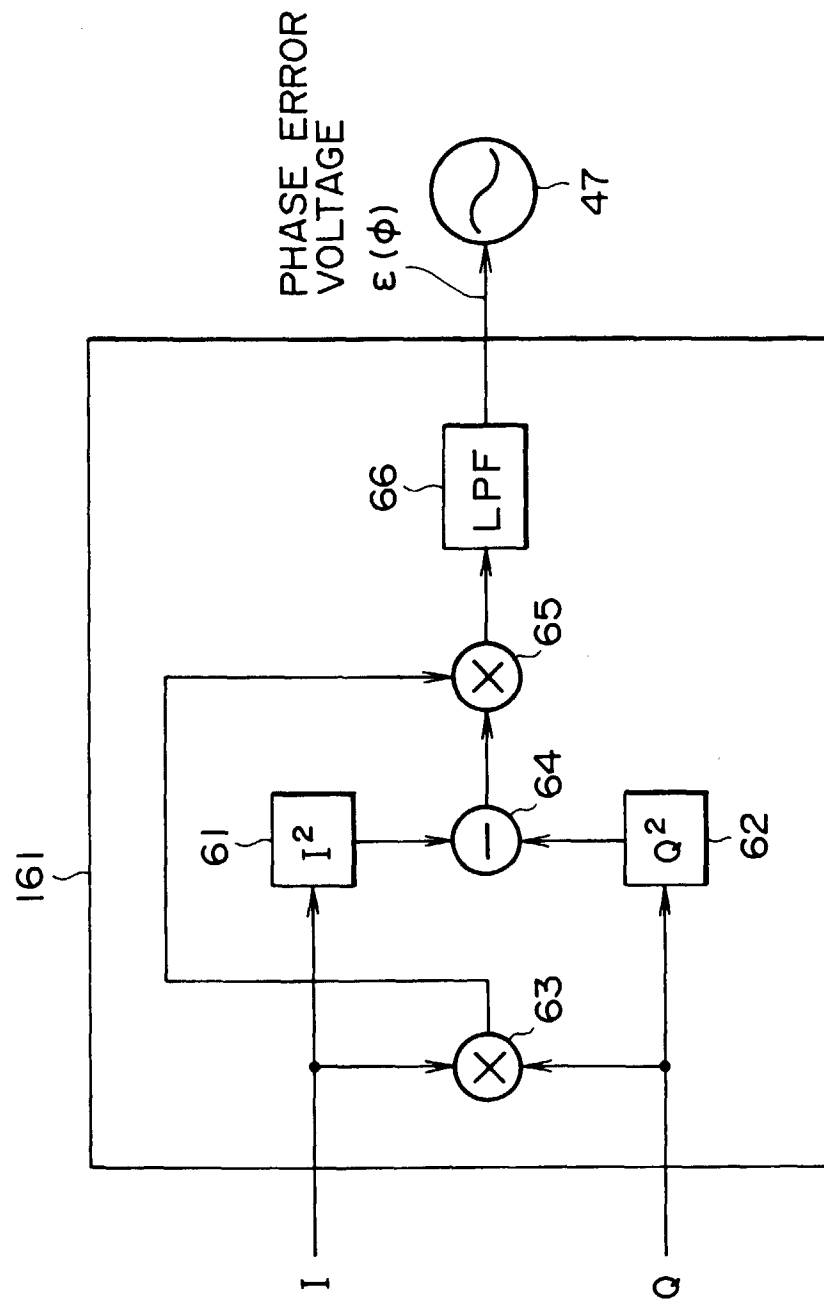 161
PHASE ERROR
VOLTAGE
ε(φ)
I
61
I²
63
×
64
−
65
×
66
LPF
47
Q
Q²
62